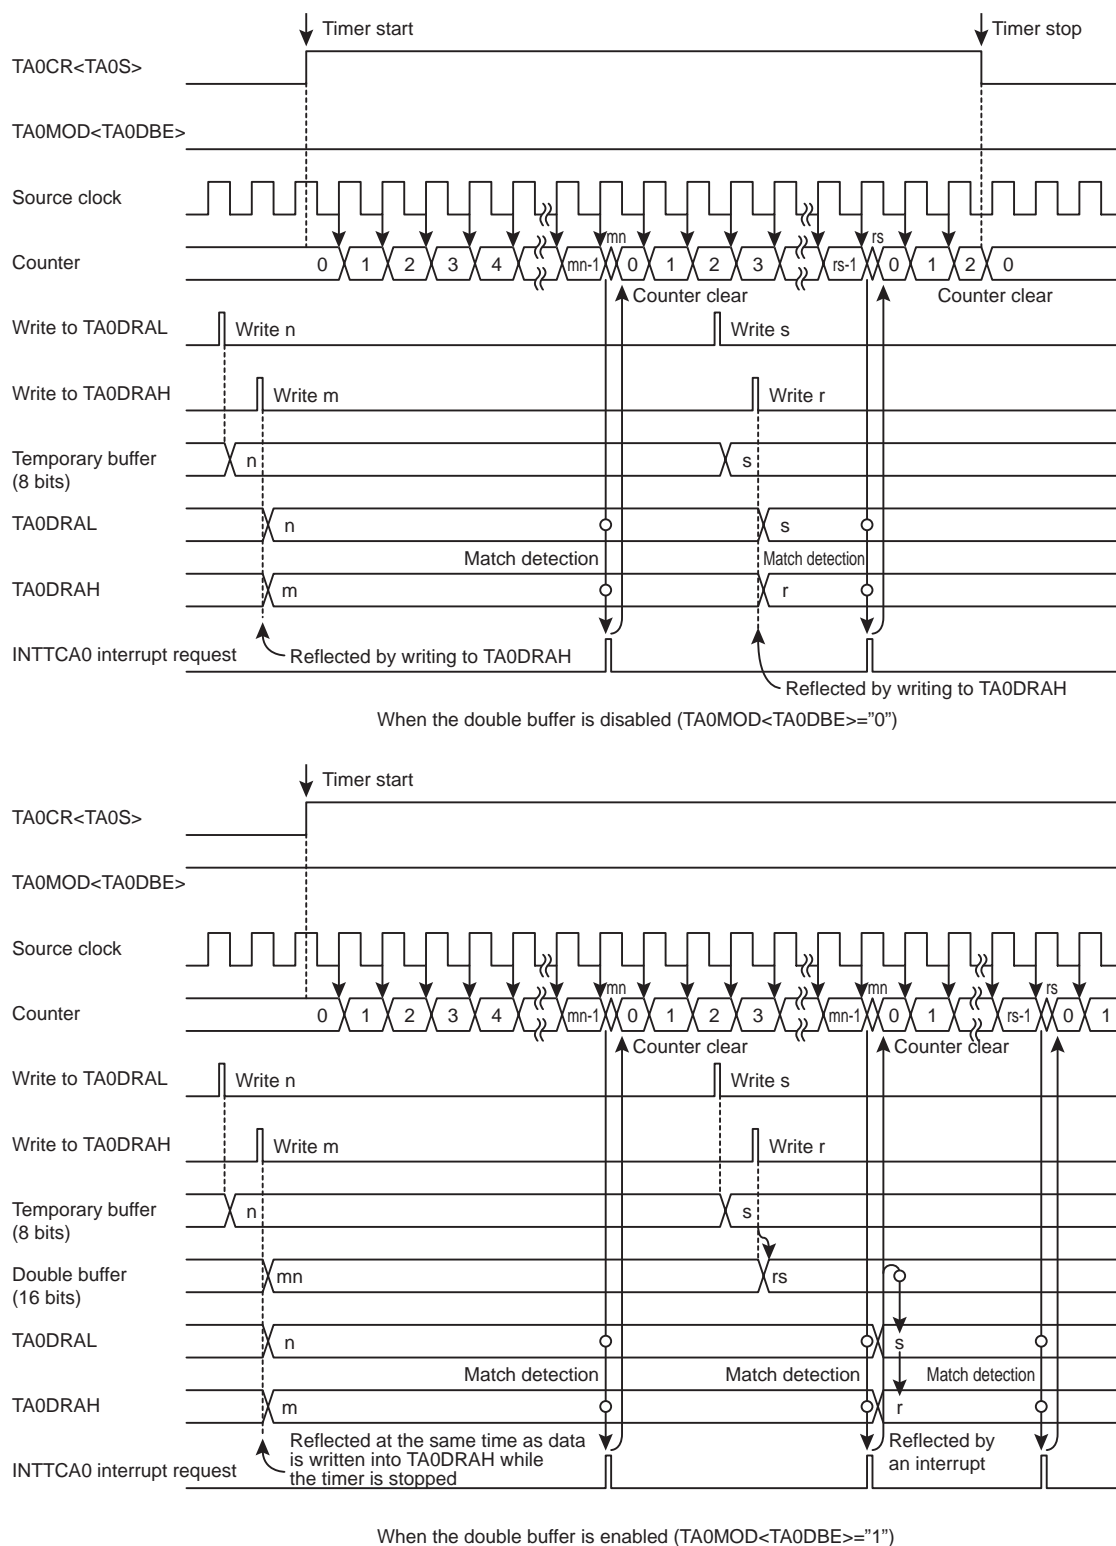 Timer start Timer stop
TA0CR<TA0S>
TA0MOD<TA0DBE>
Source clock
mn rs
Counter 0 1 2 3 4 mn-1 0 1 2 3 rs-1 0 1 2 0
Counter clear Counter clear
Write to TA0DRAL Write n Write s
Write to TA0DRAH Write m Write r
Temporary buffer
(8 bits) n s
TA0DRAL n s
Match detection Match detection
TA0DRAH m r
INTTCA0 interrupt request Reflected by writing to TA0DRAH
Reflected by writing to TA0DRAH
When the double buffer is disabled (TA0MOD<TA0DBE>=”0”)
Timer start
TA0CR<TA0S>
TA0MOD<TA0DBE>
Source clock
mn mn rs
Counter 0 1 2 3 4 mn-1 0 1 2 3 mn-1 0 1 rs-1 0 1
Counter clear Counter clear
Write to TA0DRAL Write n Write s
Write to TA0DRAH Write m Write r
Temporary buffer
(8 bits) n s
Double buffer
(16 bits) mn rs
TA0DRAL n s
Match detection Match detection Match detection
TA0DRAH m r
Reflected at the same time as data
is written into TA0DRAH while
the timer is stopped
Reflected by
an interrupt
INTTCA0 interrupt request
When the double buffer is enabled (TA0MOD<TA0DBE>=”1”)